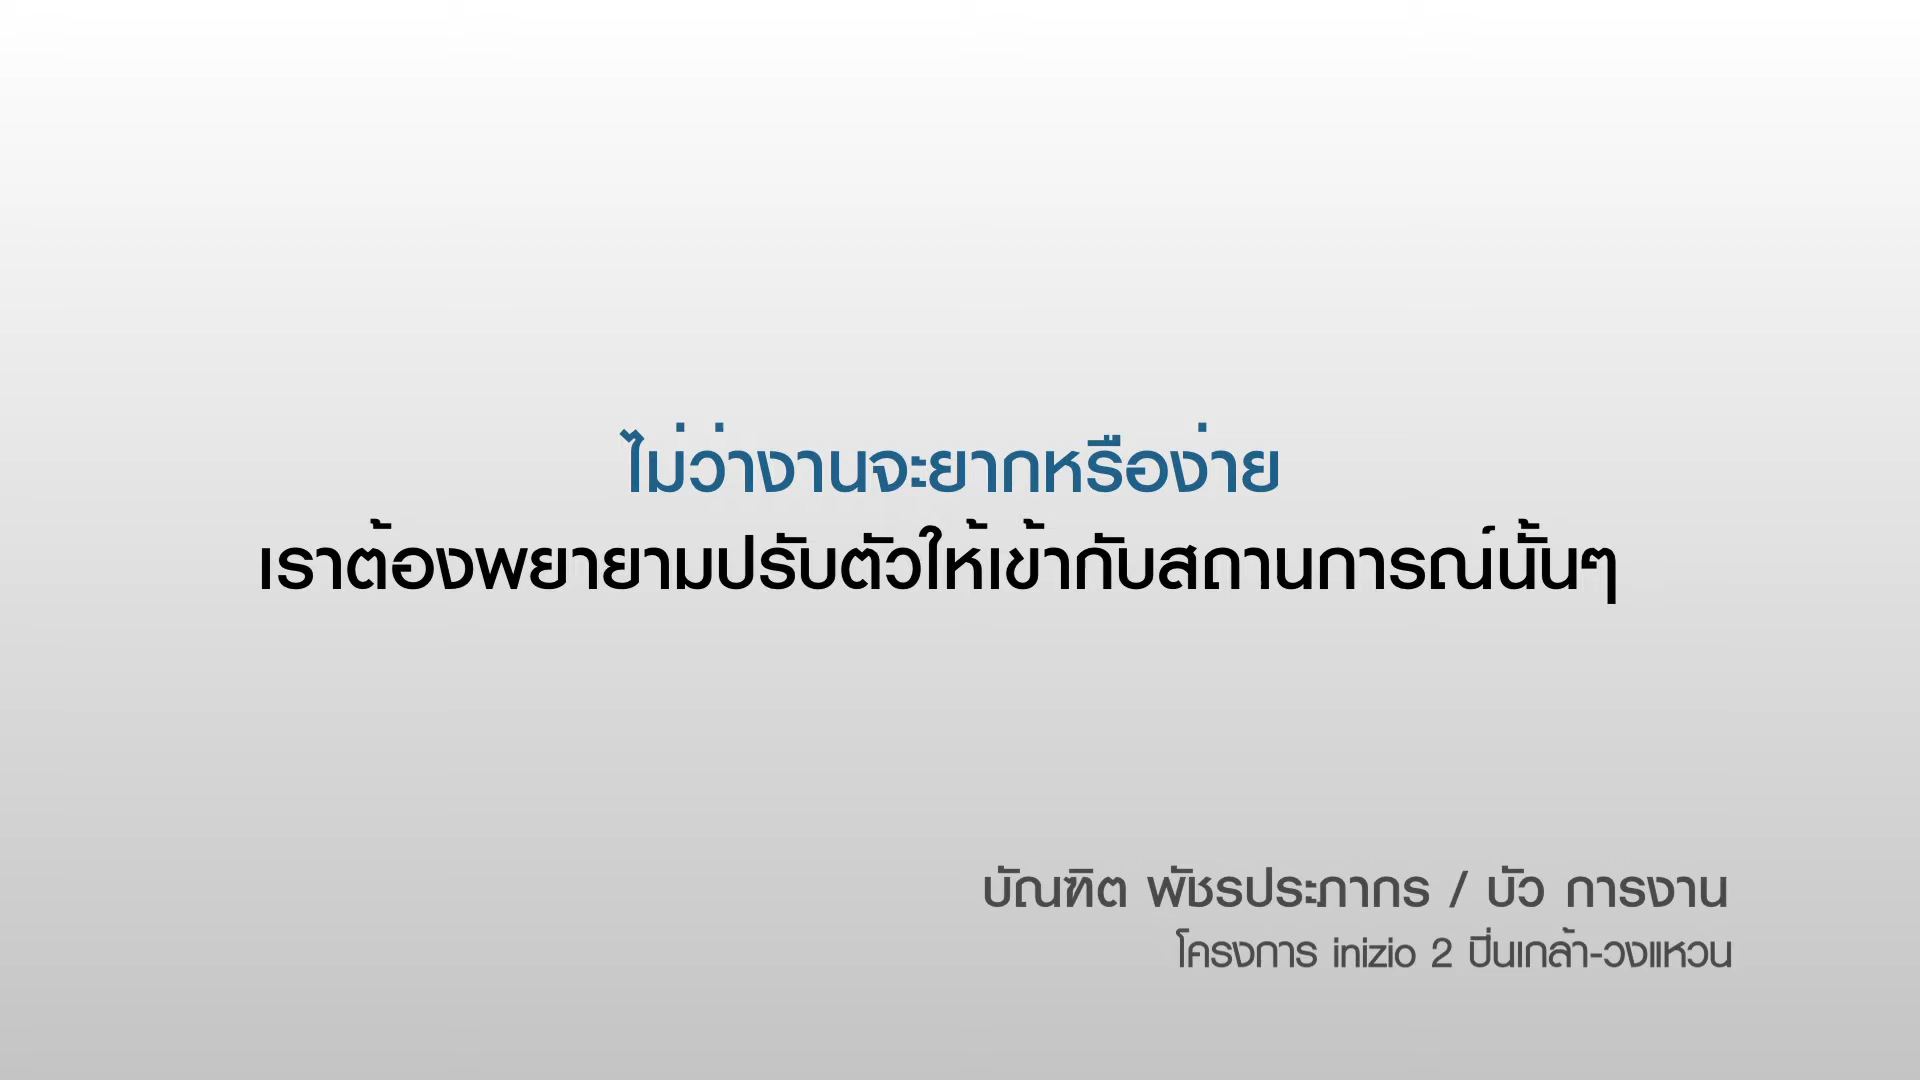 ไม่ว่างานจะยากหรือง่าย
เราต้องพยายามปรับตัวให้เข้ากับสถานการณ์นั้นๆ
บัณฑิต พัชรประภากร / บัว การงาน
โครงการ inizio 2 ปิ่นเกล้า-วงแหวน